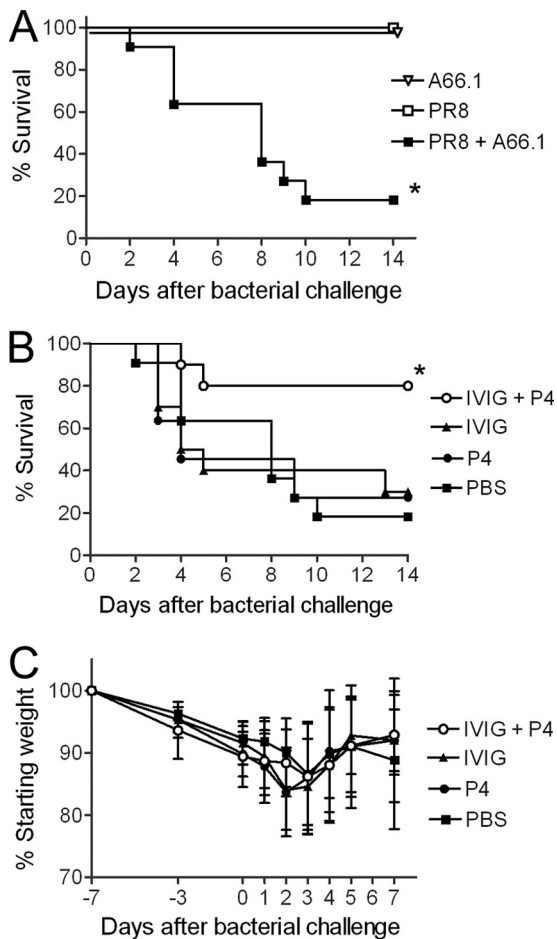 A
% Survival
100
80
60
40
20
0
0 2 4 6 8 10 12 14
Days after bacterial challenge
A66.1
PR8
PR8 + A66.1
*
B
% Survival
100
80
60
40
20
0
0 2 4 6 8 10 12 14
Days after bacterial challenge
*
IVIG + P4
IVIG
P4
PBS
C
% Starting weight
100
90
80
70
-7 -3 0 1 2 3 4 5 6 7
Days after bacterial challenge
IVIG + P4
IVIG
P4
PBS